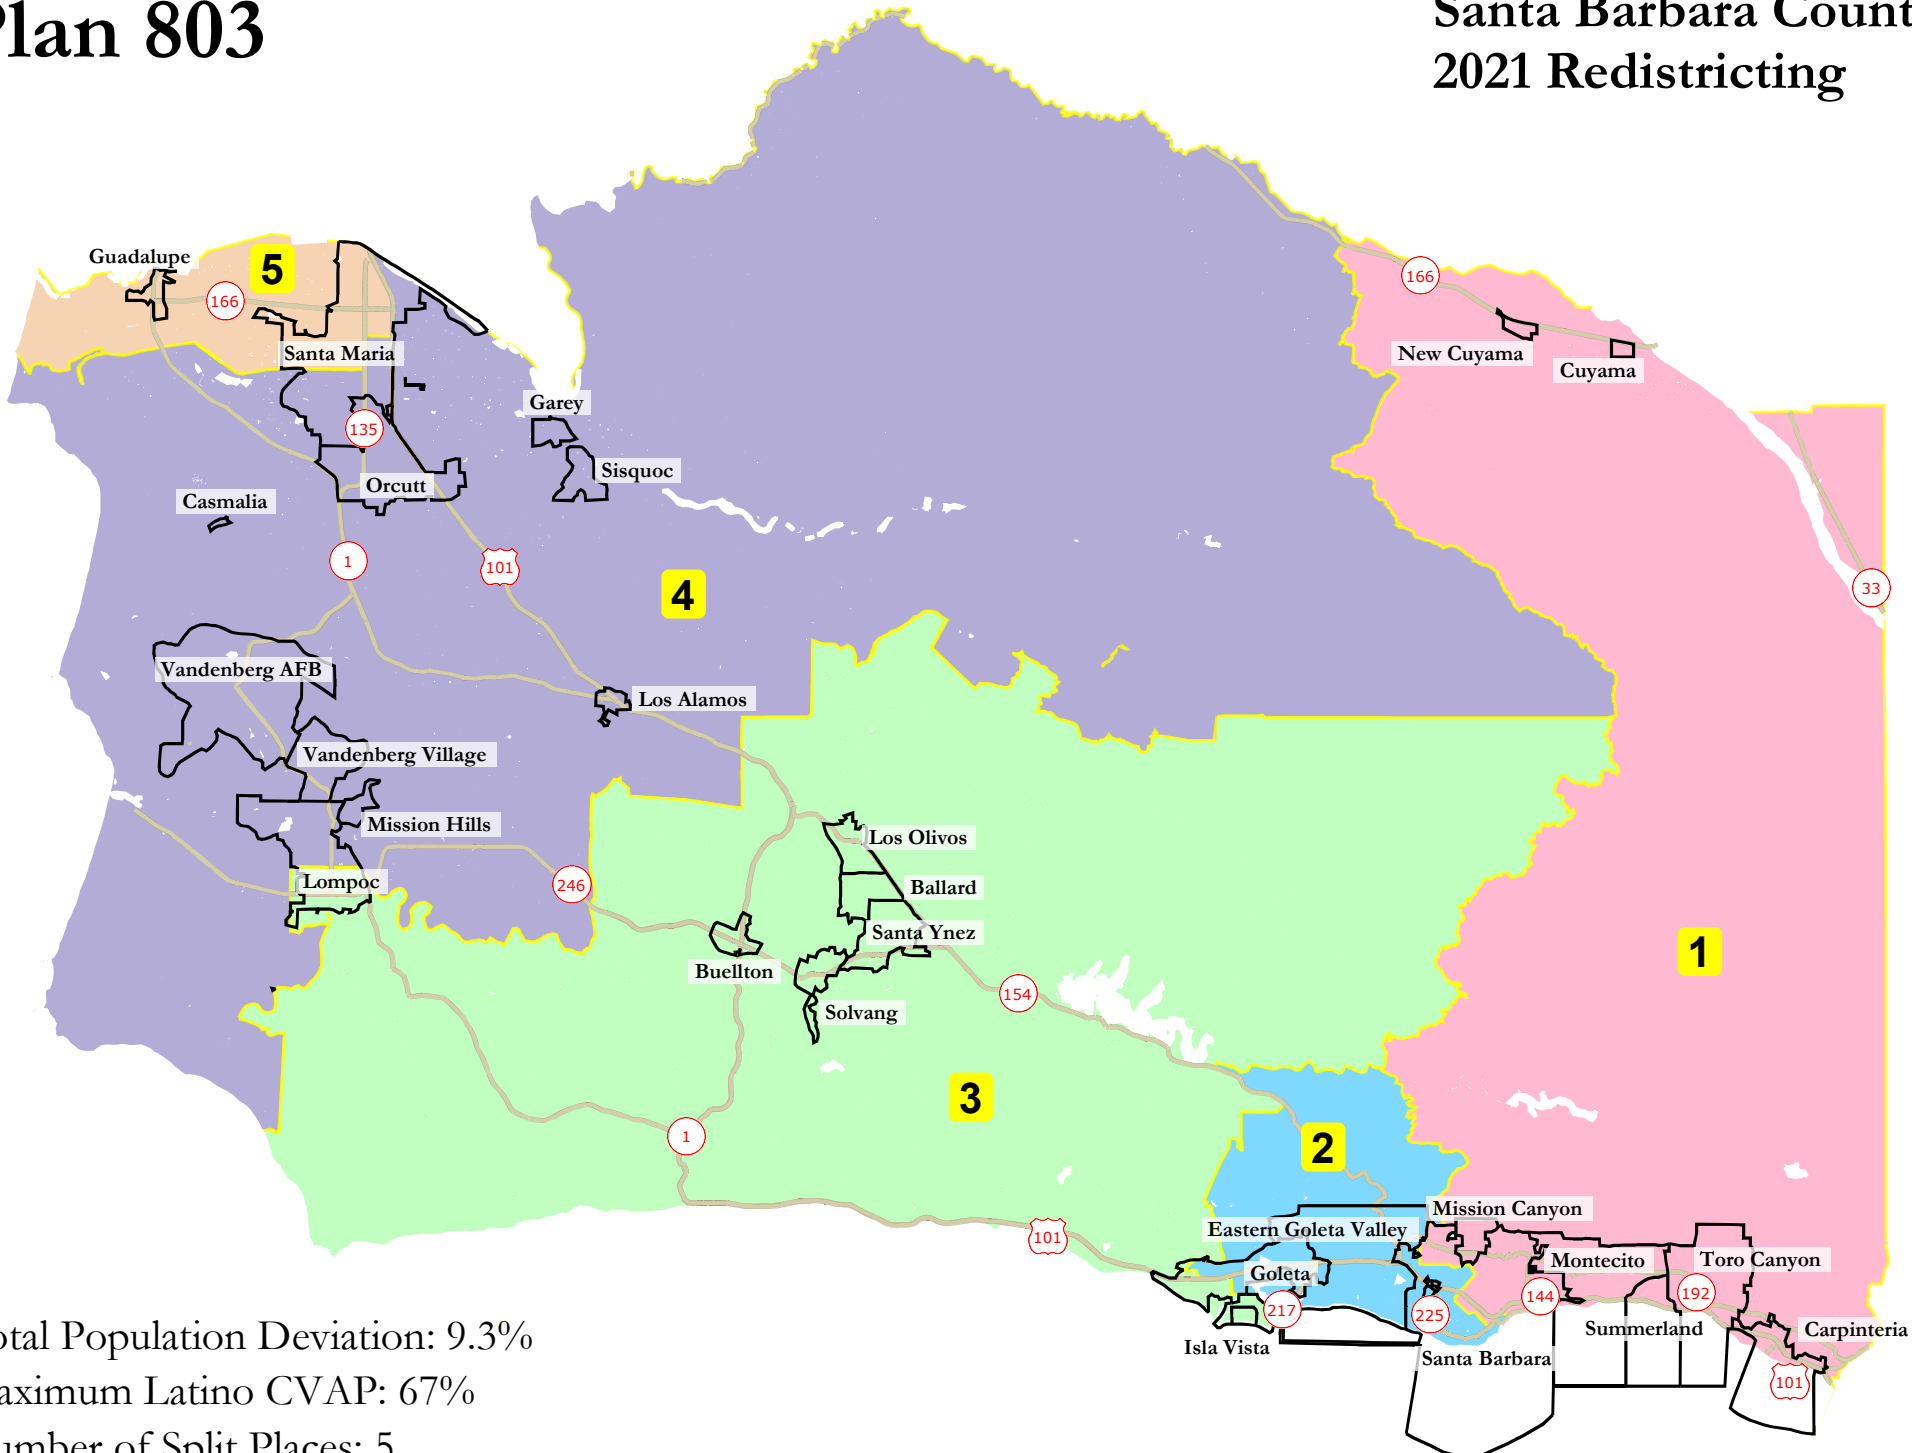 Plan 803
Santa Barbara Count
2021 Redistricting
Guadalupe
5
166
166
Santa Maria
New Cuyama
Cuyama
Garey
135
Sisquoc
Orcutt
Casmalia
1
101
4
33
Vandenberg AFB
Los Alamos
Vandenberg Village
Mission Hills
Los Olivos
Lompoc
246
Ballard
Santa Ynez
1
Buellton
154
Solvang
3
1
2
Mission Canyon
Eastern Goleta Valley
101
Montecito
Toro Canyon
Goleta
217
225
144
192
Isla Vista
Summerland
Carpinteria
Santa Barbara
101
otal Population Deviation: 9.3%
aximum Latino CVAP: 67%
umber of Split Places: 5